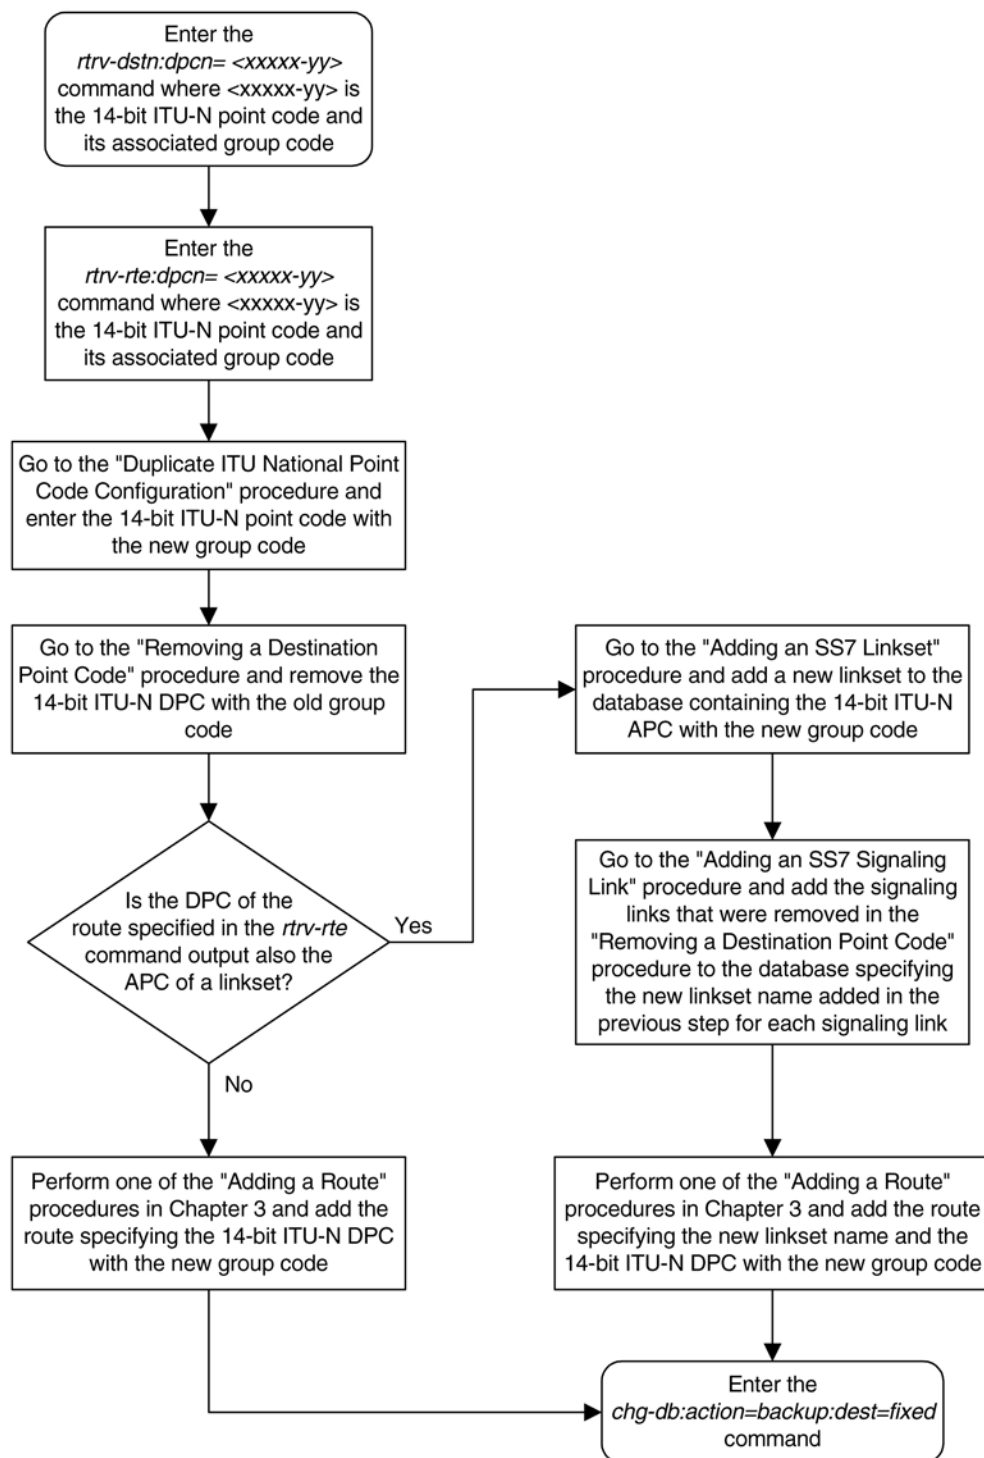 Enter the
rtrv-dstn:dpcn= <xxxxx-yy>
command where <xxxxx-yy> is
the 14-bit ITU-N point code and
its associated group code
Enter the
rtrv-rte:dpcn= <xxxxx-yy>
command where <xxxxx-yy> is
the 14-bit ITU-N point code and
its associated group code
Go to the "Duplicate ITU National Point
Code Configuration" procedure and
enter the 14-bit ITU-N point code with
the new group code
Go to the "Removing a Destination
Point Code" procedure and remove the
14-bit ITU-N DPC with the old group
code
Is the DPC of the
route specified in the rtrv-rte
command output also the
APC of a linkset?
Yes
No
Go to the "Adding an SS7 Linkset"
procedure and add a new linkset to the
database containing the 14-bit ITU-N
APC with the new group code
Go to the "Adding an SS7 Signaling
Link" procedure and add the signaling
links that were removed in the
"Removing a Destination Point Code"
procedure to the database specifying
the new linkset name added in the
previous step for each signaling link
Perform one of the "Adding a Route"
procedures in Chapter 3 and add the
route specifying the 14-bit ITU-N DPC
with the new group code
Perform one of the "Adding a Route"
procedures in Chapter 3 and add the route
specifying the new linkset name and the
14-bit ITU-N DPC with the new group code
Enter the
chg-db:action=backup:dest=fixed
command